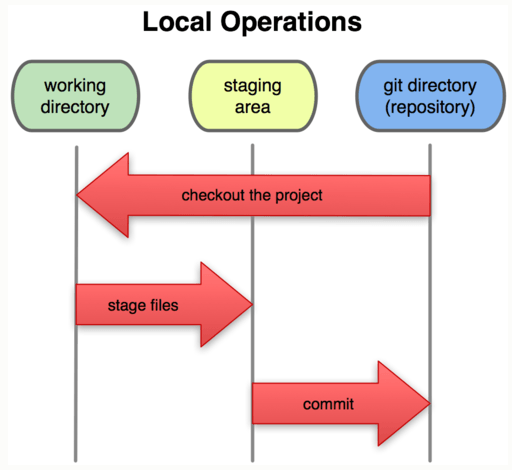 Local Operations
working
directory
staging
area
git directory
(repository)
checkout the project
stage files
commit